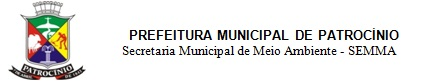 PREFEITURA MUNICIPAL DE PATROCÍNIO
Secretaria Municipal de Meio Ambiente - SEMMA
PATROCÍNIO